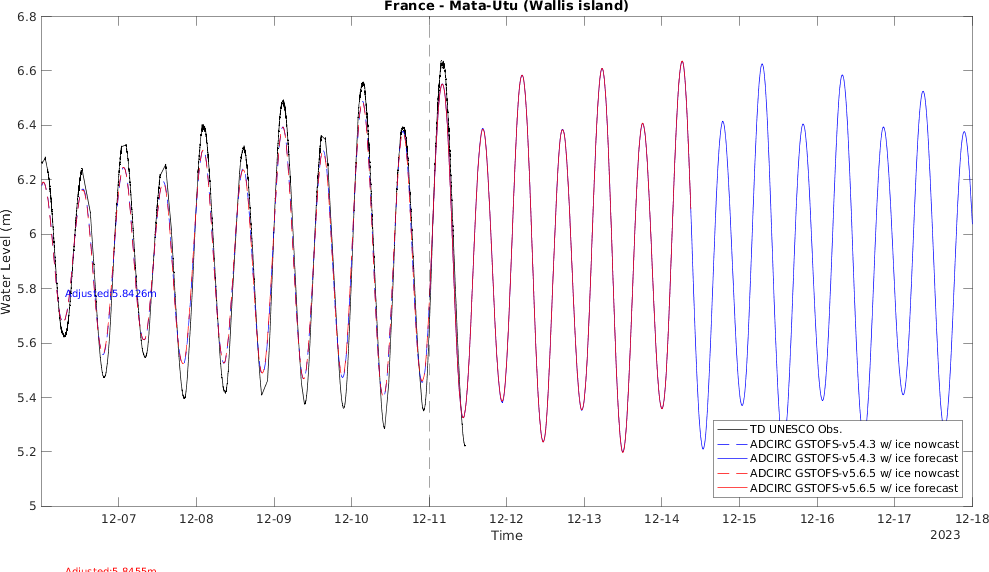 France - Mata-Utu (Wallis island)
6.8
6.6
6.4
6.2
6
5.8
5.6
5.4
5.2
5
Water Level (m)
Adjusted:5.8426m
TD UNESCO Obs.
ADCIRC GSTOFS-v5.4.3 w/ ice nowcast
ADCIRC GSTOFS-v5.4.3 w/ ice forecast
ADCIRC GSTOFS-v5.6.5 w/ ice nowcast
ADCIRC GSTOFS-v5.6.5 w/ ice forecast
12-07 12-08 12-09 12-10 12-11 12-12 12-13 12-14 12-15 12-16 12-17 12-18
Time
2023
Adjusted:5.8455m